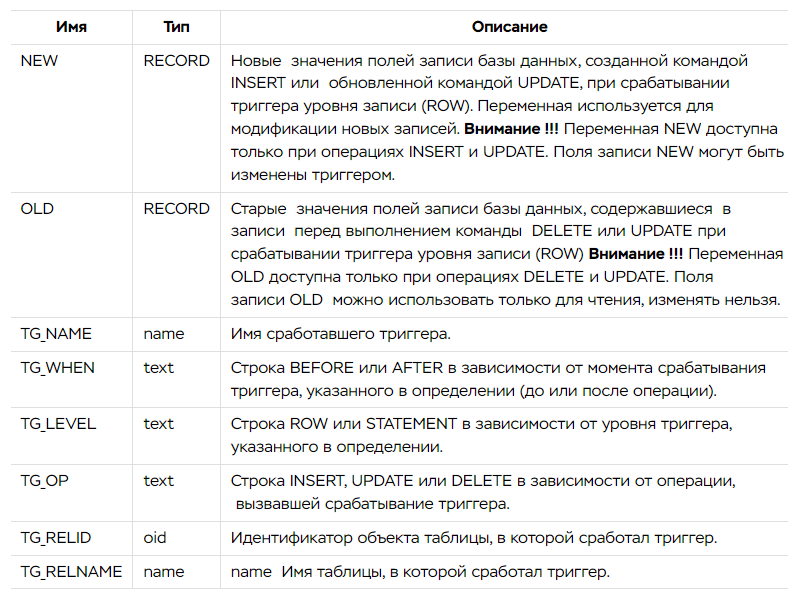 Имя Тип Описание
NEW RECORD Новые значения полей записи базы данных, созданной командой
INSERT или обновленной командой UPDATE, при срабатывании
триггера уровня записи (ROW). Переменная используется для
модификации новых записей. Внимание !!! Переменная NEW доступна
только при операциях INSERT и UPDATE. Поля записи NEW могут быть
изменены триггером.
OLD RECORD Старые значения полей записи базы данных, содержавшиеся в
записи перед выполнением команды DELETE или UPDATE при
срабатывании триггера уровня записи (ROW) Внимание !!! Переменная
OLD доступна только при операциях DELETE и UPDATE. Поля
записи OLD можно использовать только для чтения, изменять нельзя.
TG_NAME name Имя сработавшего триггера.
TG_WHEN text Строка BEFORE или AFTER в зависимости от момента срабатывания
триггера, указанного в определении (до или после операции).
TG_LEVEL text Строка ROW или STATEMENT в зависимости от уровня триггера,
указанного в определении.
TG_OP text Строка INSERT, UPDATE или DELETE в зависимости от операции,
вызвавшей срабатывание триггера.
TG_RELID oid Идентификатор объекта таблицы, в которой сработал триггер.
TG_RELNAME name name Имя таблицы, в которой сработал триггер.